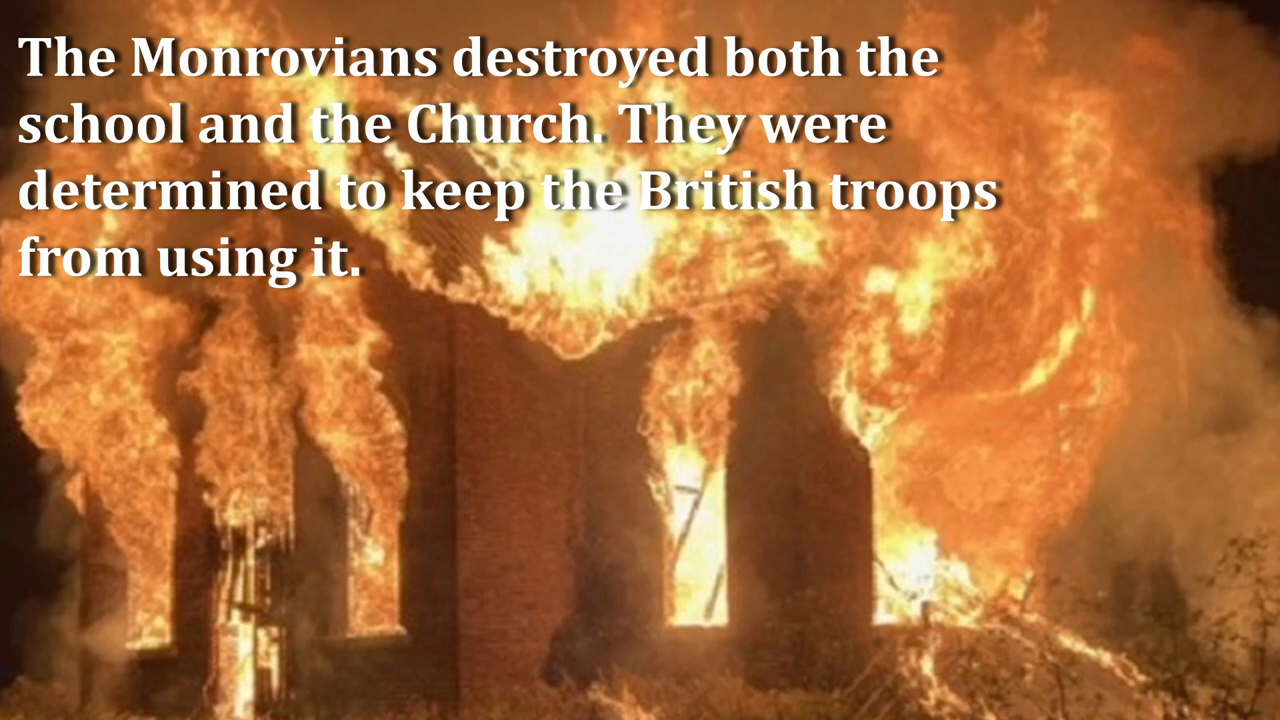 The Monrovians destroyed both the
school and the Church. They were
determined to keep the British troops
from using it.